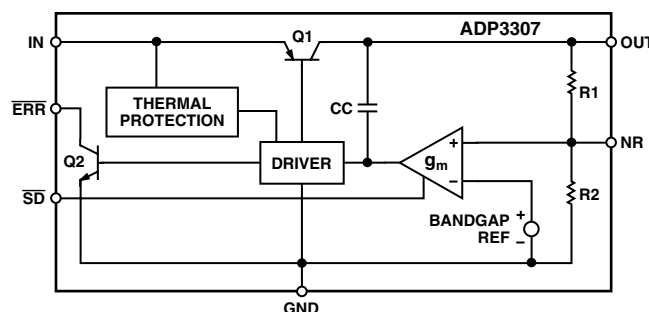 Q1
ADP3307
IN
OUT
THERMAL
PROTECTION
CC
R1
ERR
Q2
DRIVER
gm
+
−
NR
SD
R2
BANDGAP
REF
+
−
GND